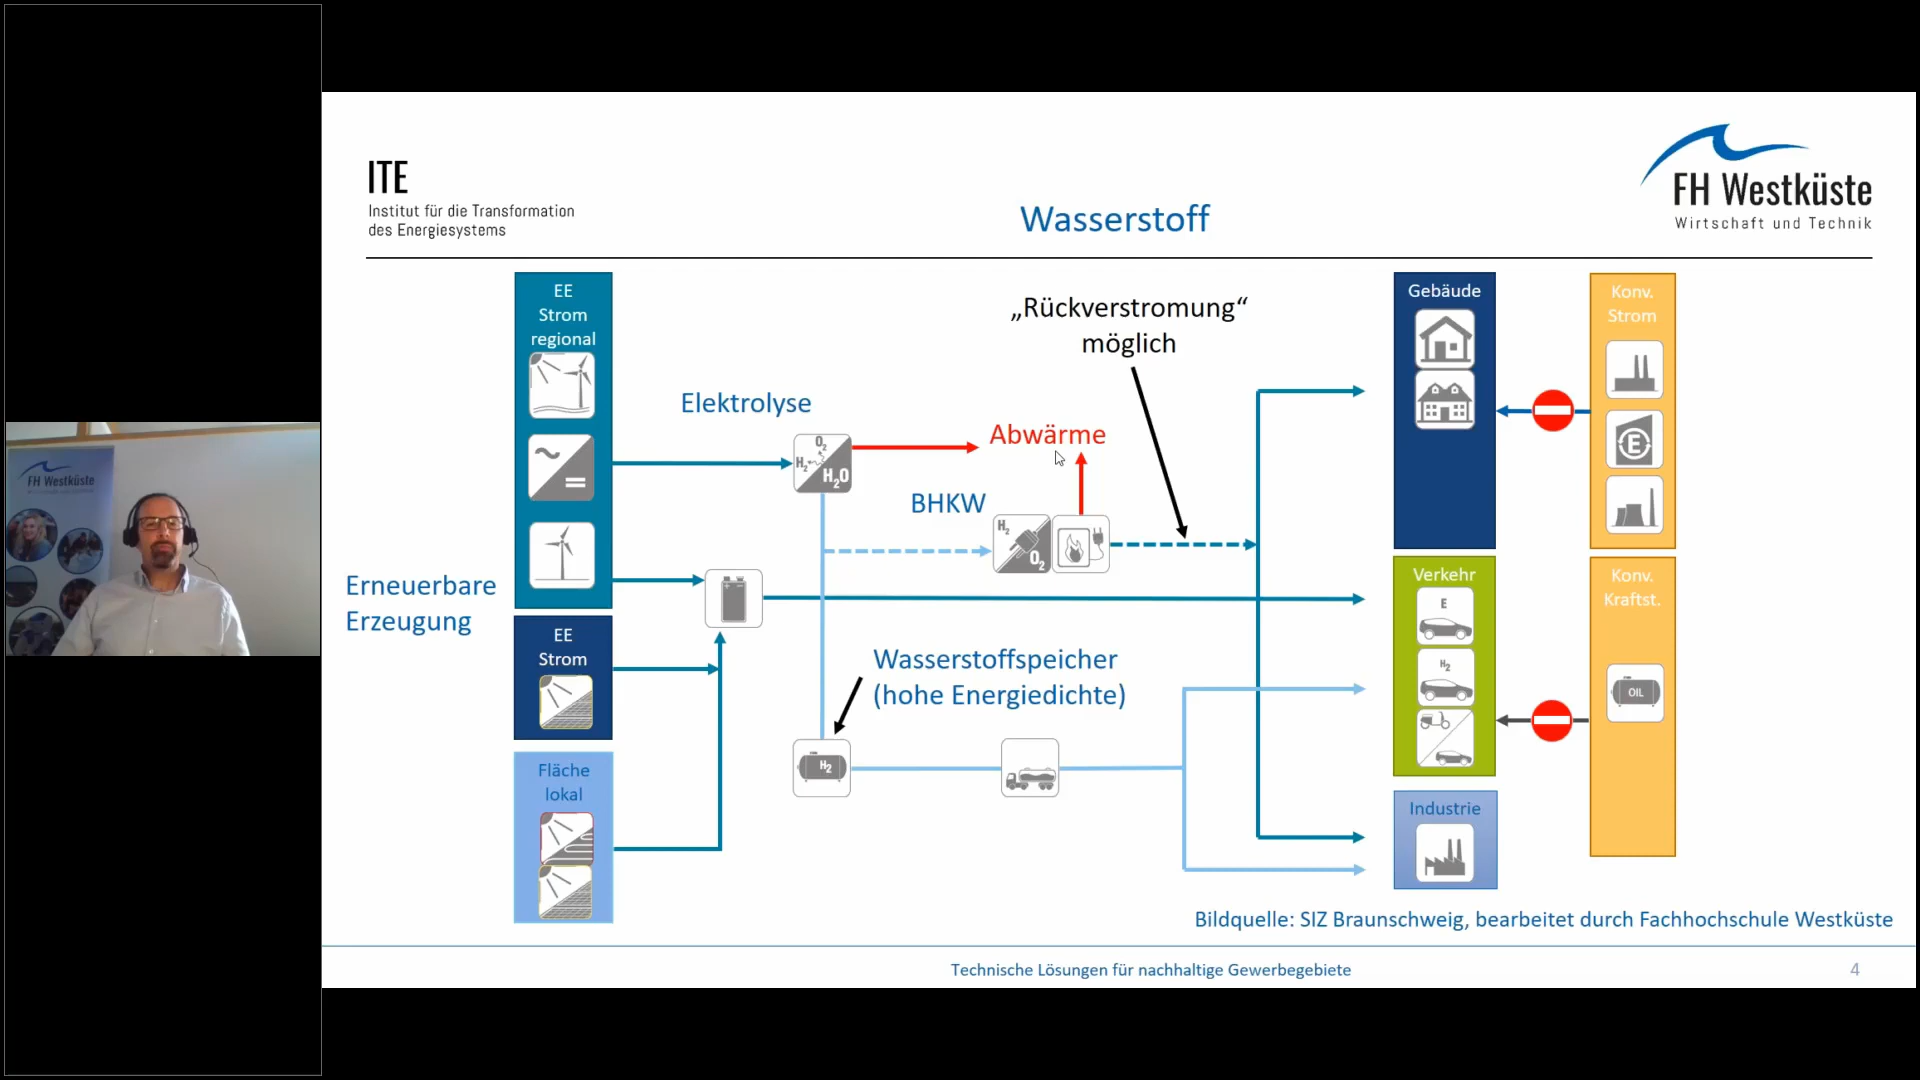 ITE
Institut für die Transformation
des Energiesystems
Wasserstoff
FH Westküste
Wirtschaft und Technik
EE
Strom
regional
„Rückverstromung“
möglich
Gebäude
Konv.
Strom
Elektrolyse
O2
H2
H2O
Abwärme
E
BHKW
H2
O2
FH Westküste
Erneuerbare
Erzeugung
Verkehr
E
H2
Konv.
Kraftst.
OIL
EE
Strom
Wasserstoffspeicher
(hohe Energiedichte)
H2
Fläche
lokal
Industrie
Bildquelle: SIZ Braunschweig, bearbeitet durch Fachhochschule Westküste
Technische Lösungen für nachhaltige Gewerbegebiete
4